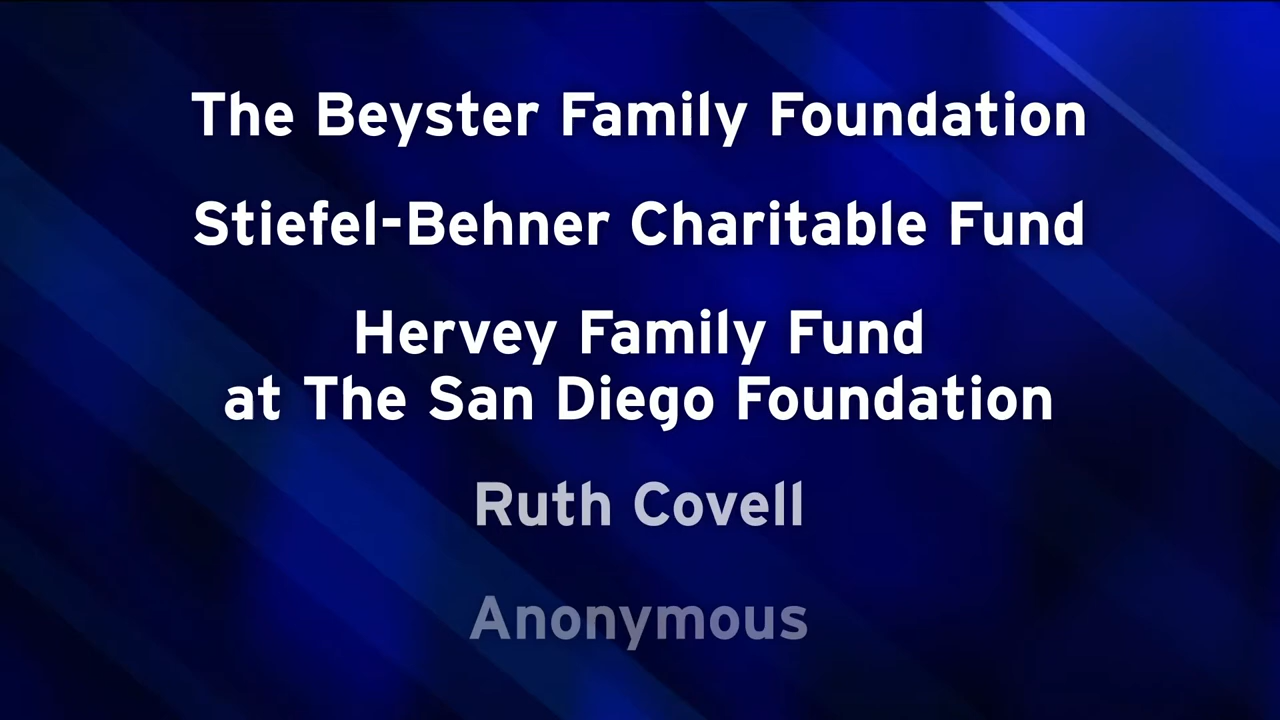 The Beyster Family Foundation
Stiefel-Behner Charitable Fund
Hervey Family Fund
at The San Diego Foundation
Ruth Covell
Anonymous